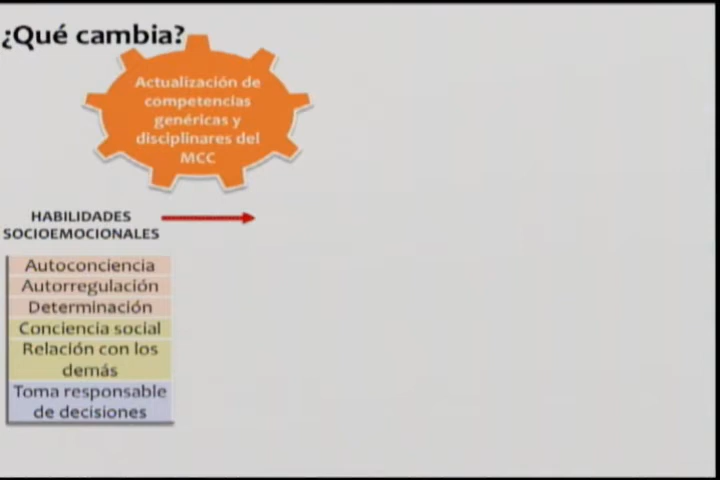 ¿Qué cambia?
Actualización de
competencias
genéricas y
disciplinares del
MCC
HABILIDADES
SOCIOEMOCIONALES
Autoconciencia
Autorregulación
Determinación
Conciencia social
Relación con los
demás
Toma responsable
de decisiones